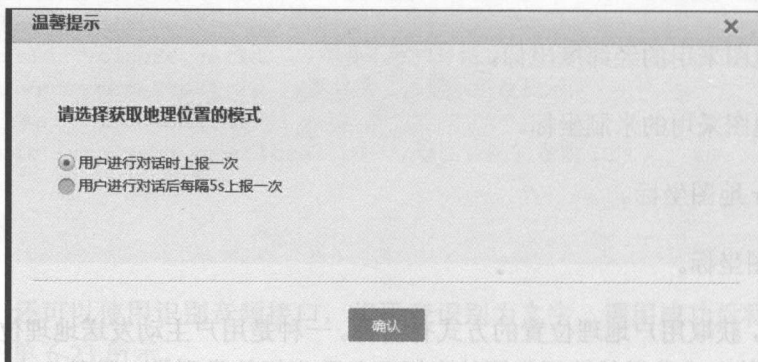 温馨提示
请选择获取地理位置的模式
用户进行对话时上报一次
用户进行对话后每隔5s上报一次
确认